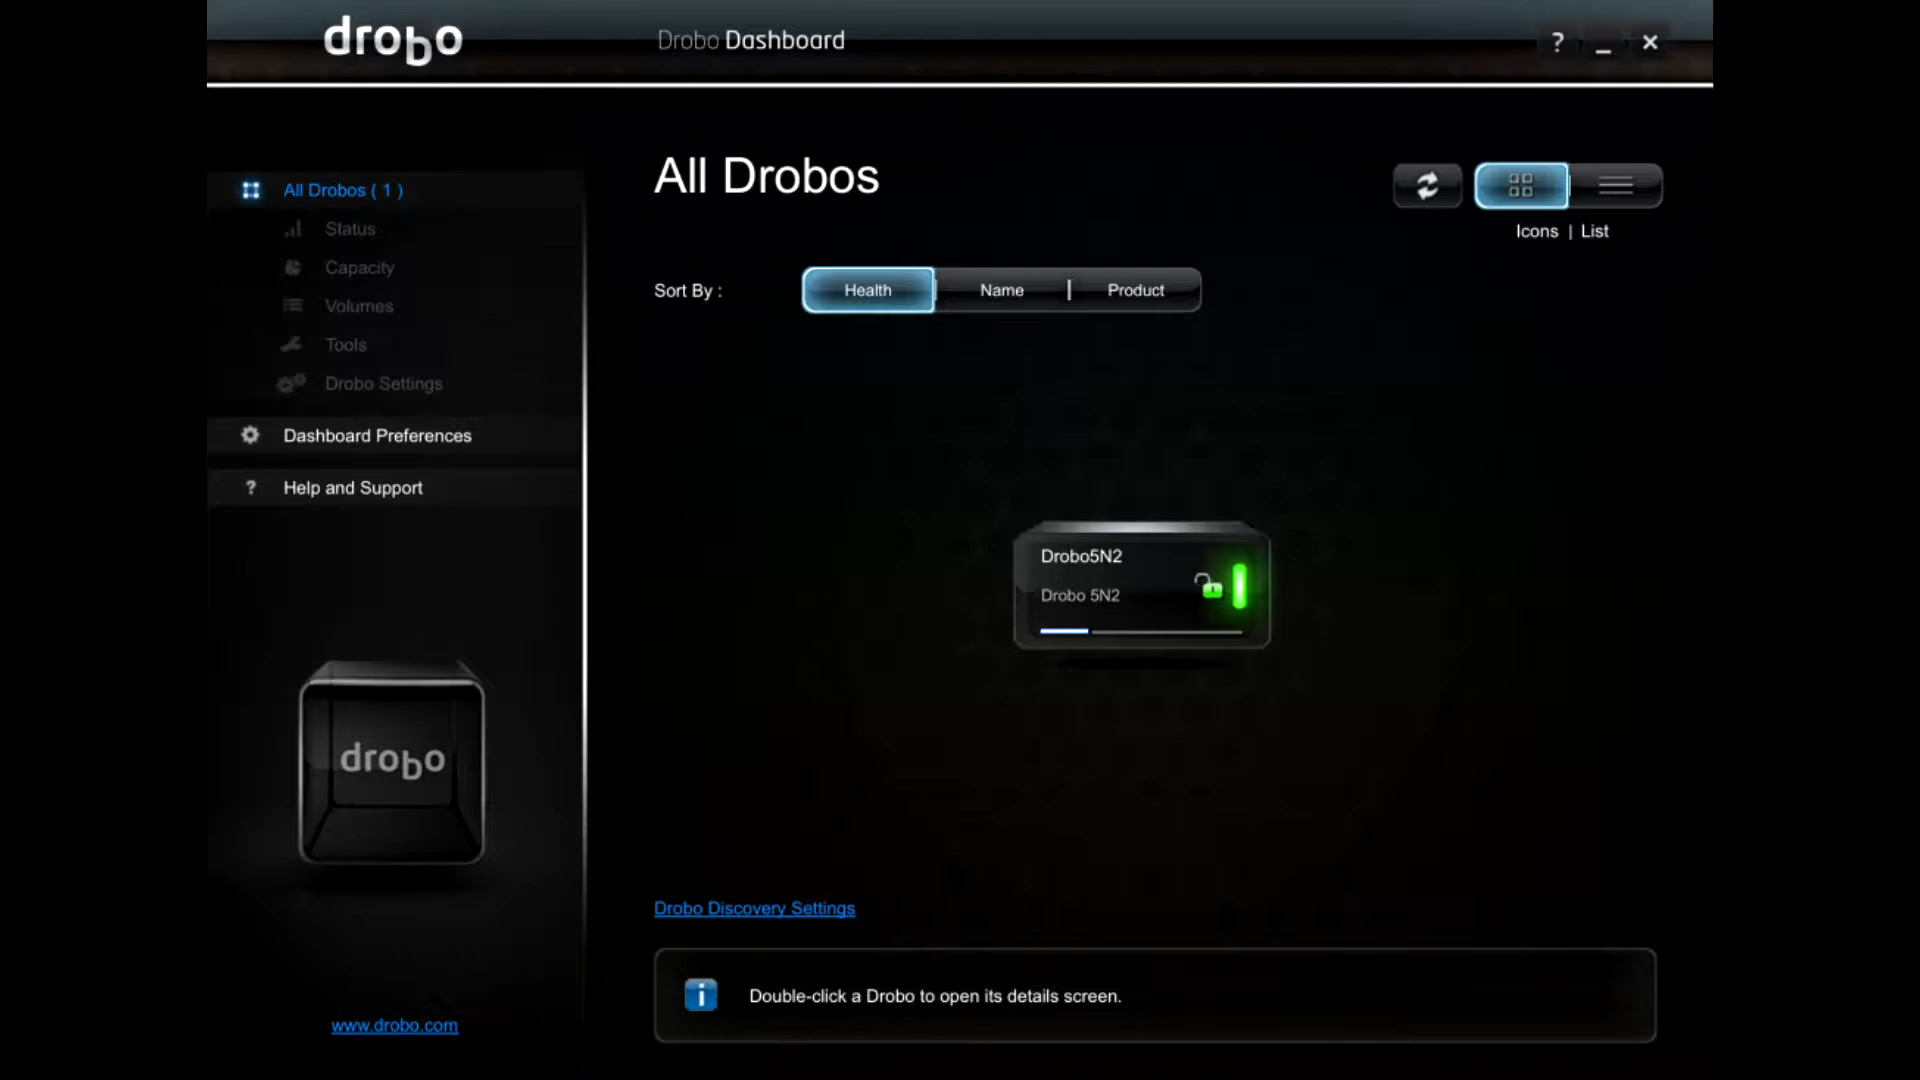 drobo
Drobo Dashboard
?
All Drobos ( 1 )
Status
Capacity
Volumes
Tools
Drobo Settings
Dashboard Preferences
? Help and Support
drobo
www.drobo.com
All Drobos
Icons | List
Sort By :
Health
Name
Product
Drobo5N2
Drobo 5N2
Drobo Discovery Settings
i Double-click a Drobo to open its details screen.